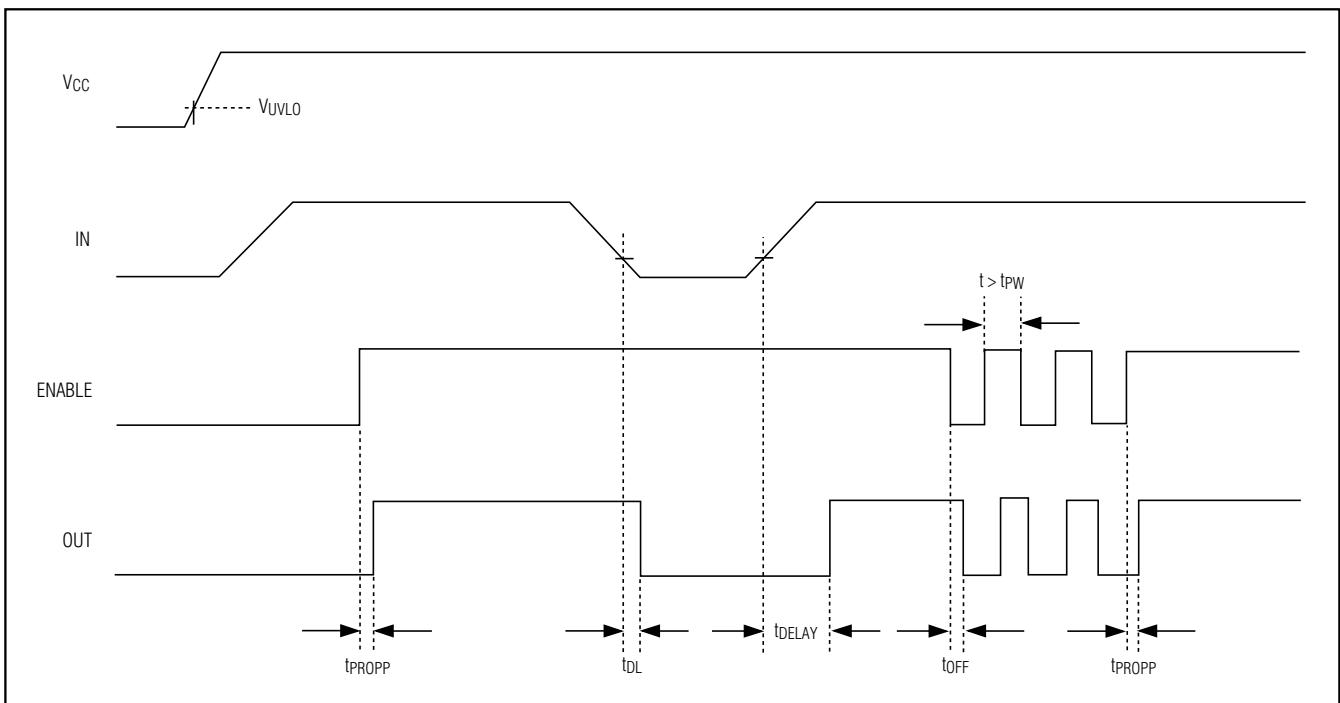 VCC
VUVLO
IN
t > tPW
ENABLE
OUT
tPROPP
tDL
tDELAY
tOFF
tPROPP